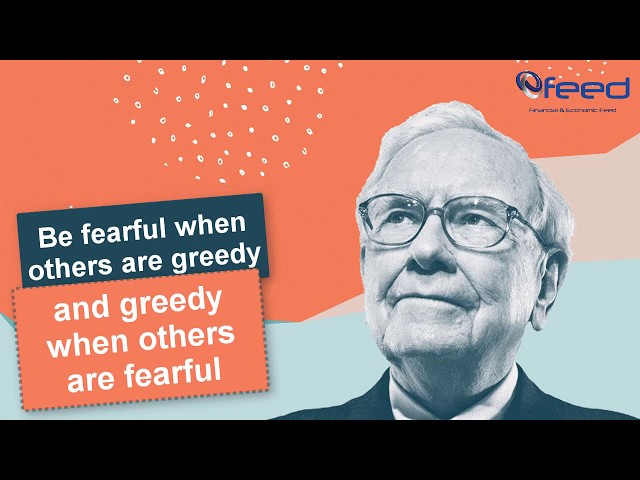 feed
Financial & Economic Feed
Be fearful when
others are greedy
and greedy
when others
are fearful